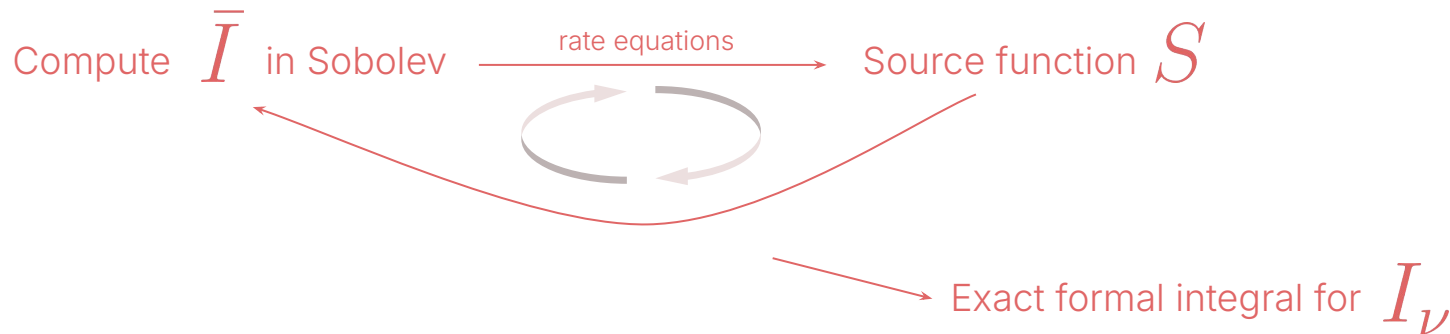 rate equations
Compute $\bar{I}$ in Sobolev
Source function $S$
Exact formal integral for $I_\nu$